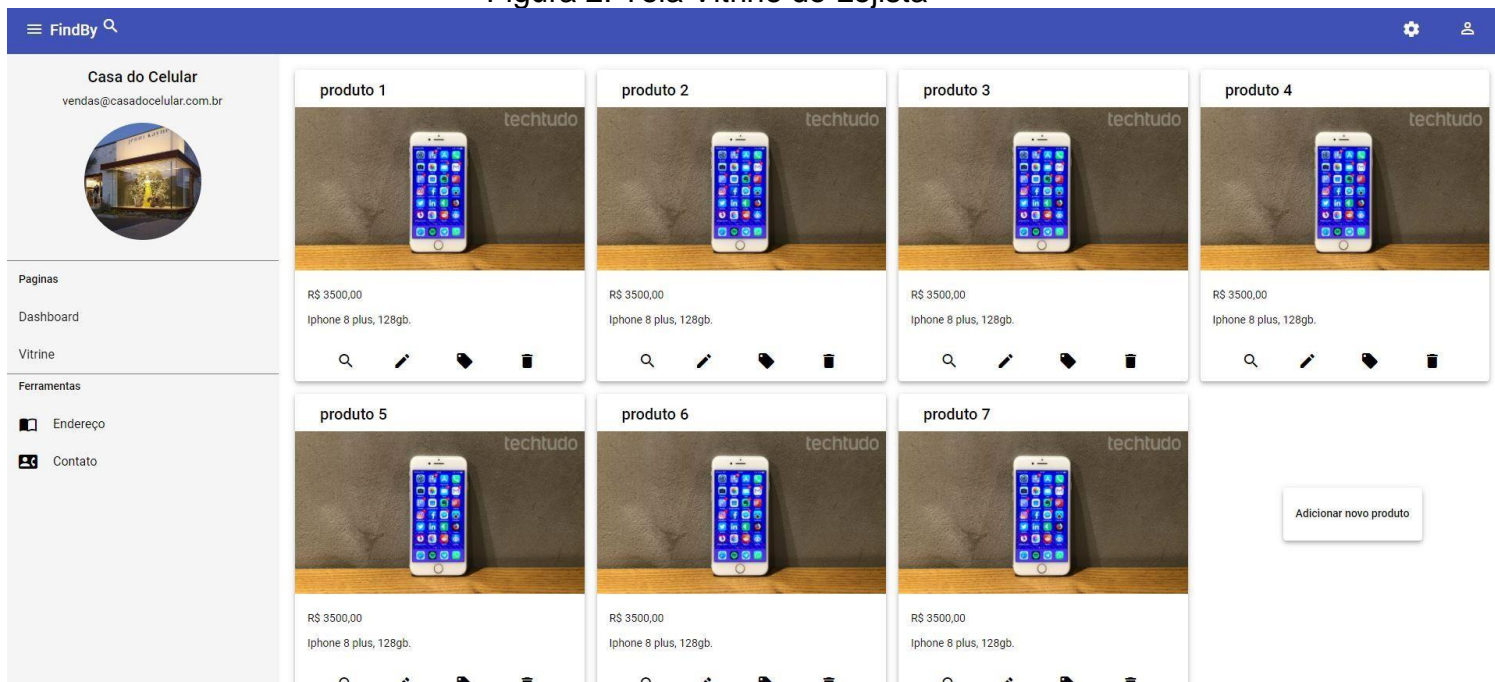 Figura 2: Tela Vitrine do Lojista
FindBy
Casa do Celular
vendas@casadocelular.com.br
Paginas
Dashboard
Vitrine
Ferramentas
Endereço
Contato
produto 1
techtudo
R$ 3500,00
Iphone 8 plus, 128gb.
produto 2
techtudo
R$ 3500,00
Iphone 8 plus, 128gb.
produto 3
techtudo
R$ 3500,00
Iphone 8 plus, 128gb.
produto 4
techtudo
R$ 3500,00
Iphone 8 plus, 128gb.
produto 5
techtudo
R$ 3500,00
Iphone 8 plus, 128gb.
produto 6
techtudo
R$ 3500,00
Iphone 8 plus, 128gb.
produto 7
techtudo
R$ 3500,00
Iphone 8 plus, 128gb.
Adicionar novo produto